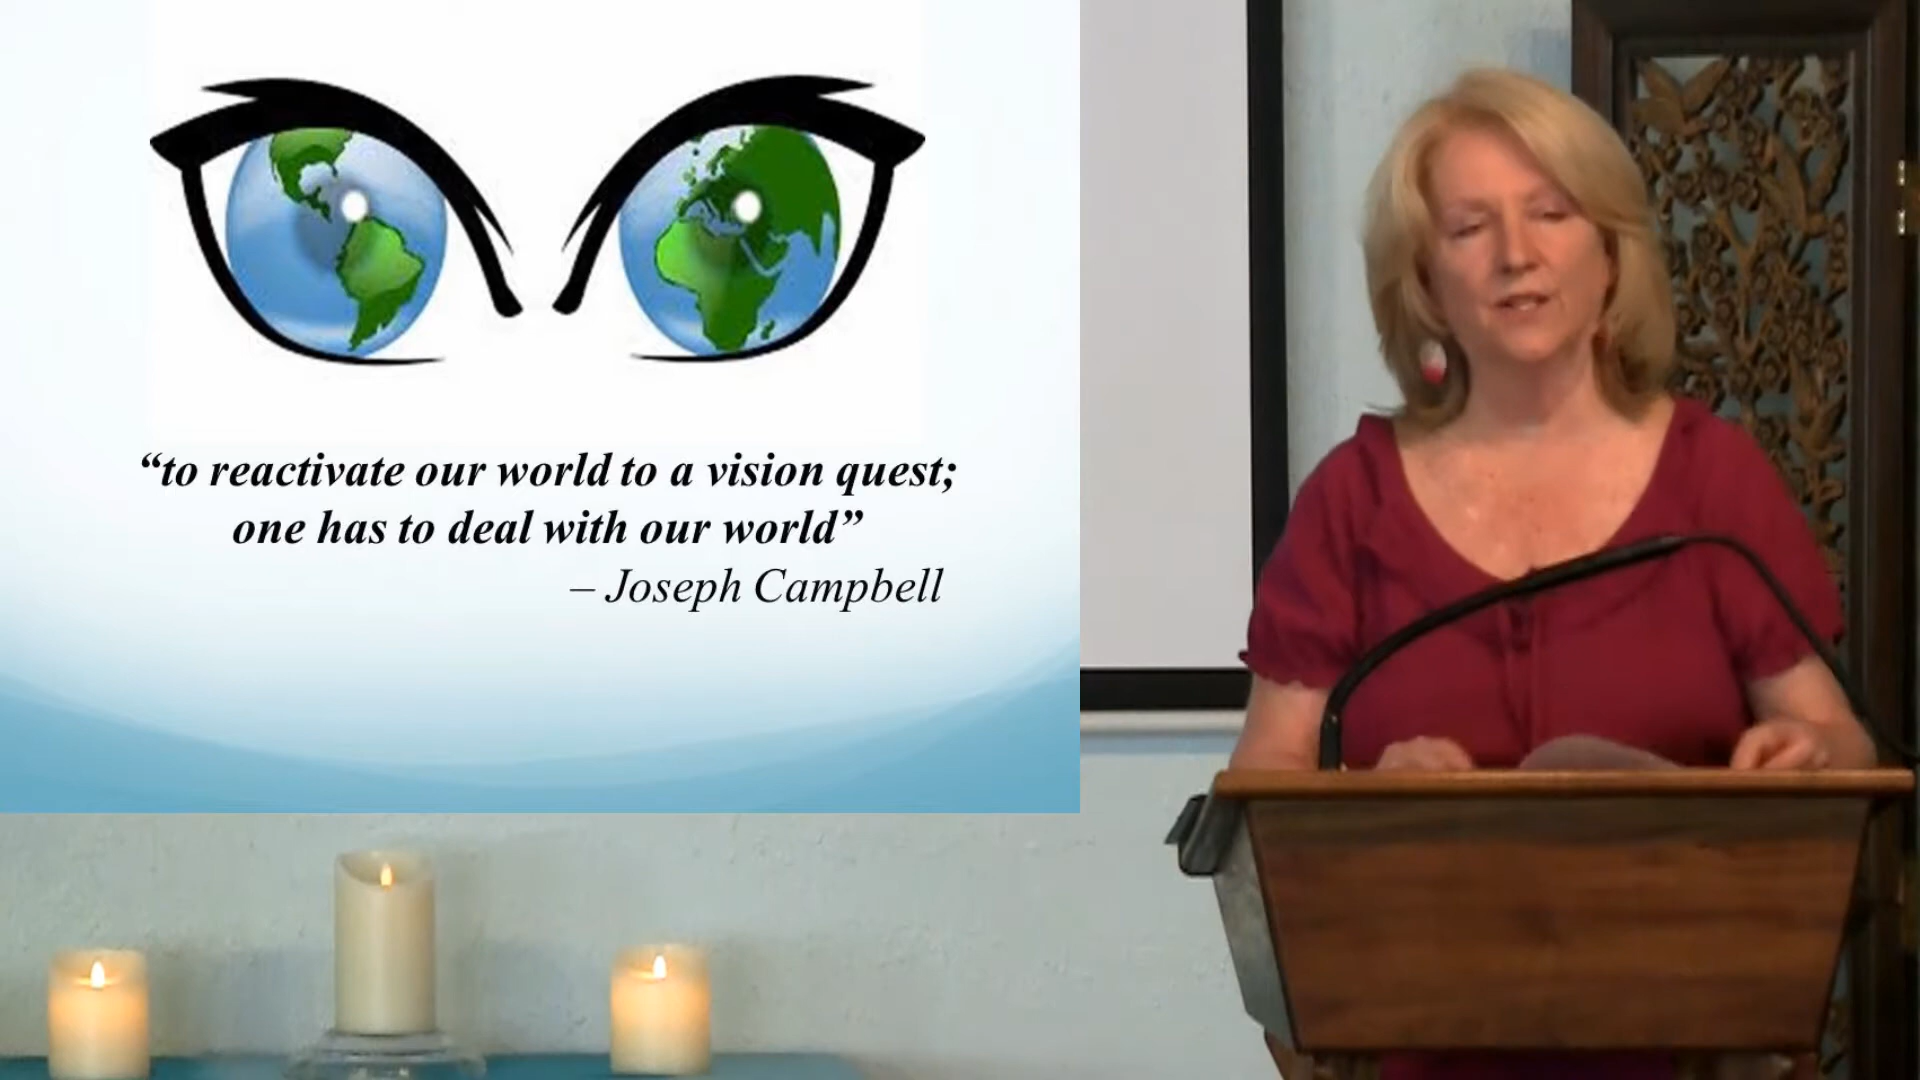 “to reactivate our world to a vision quest;
one has to deal with our world”
– Joseph Campbell